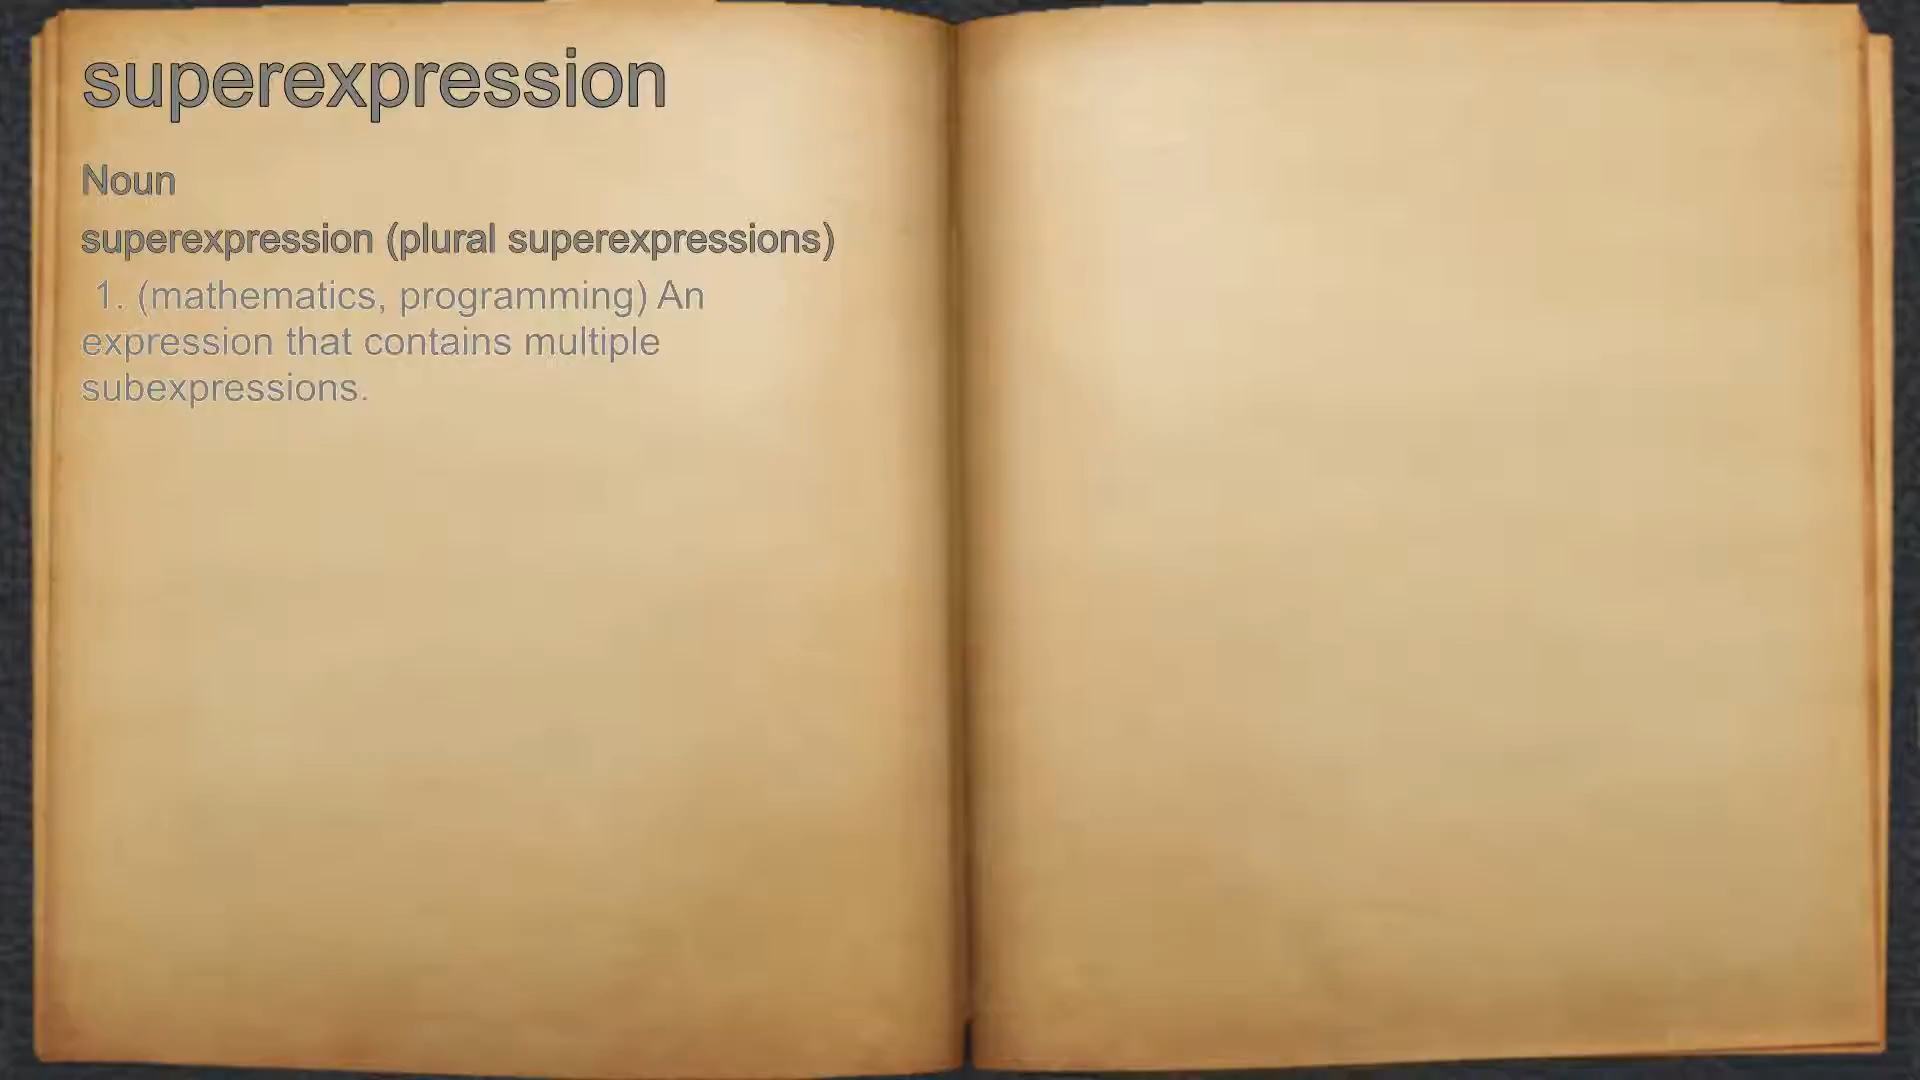 superexpression
Noun
superexpression (plural superexpressions)
1. (mathematics, programming) An
expression that contains multiple
subexpressions.